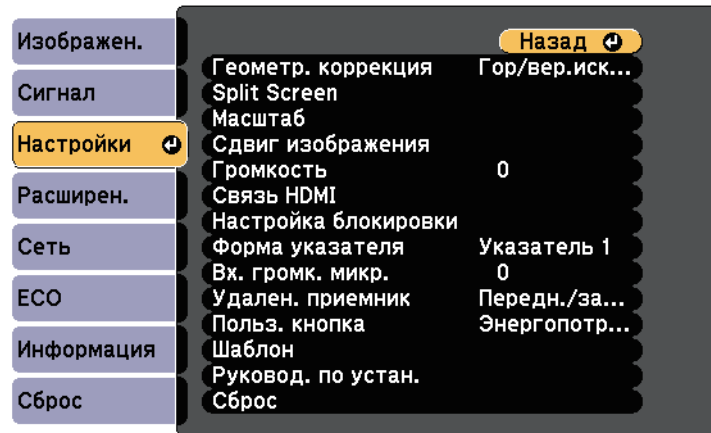 Изображен.
Сигнал
Настройки
Расширен.
Сеть
ECO
Информация
Сброс
Назад
Геометр. коррекция Гор/вер.иск...
Split Screen
Масштаб
Сдвиг изображения
Громкость 0
Связь HDMI
Настройка блокировки
Форма указателя Указатель 1
Вх. громк. микр. 0
Удален. приемник Передн./за...
Польз. кнопка Энергопотр...
Шаблон
Руковод. по устан.
Сброс